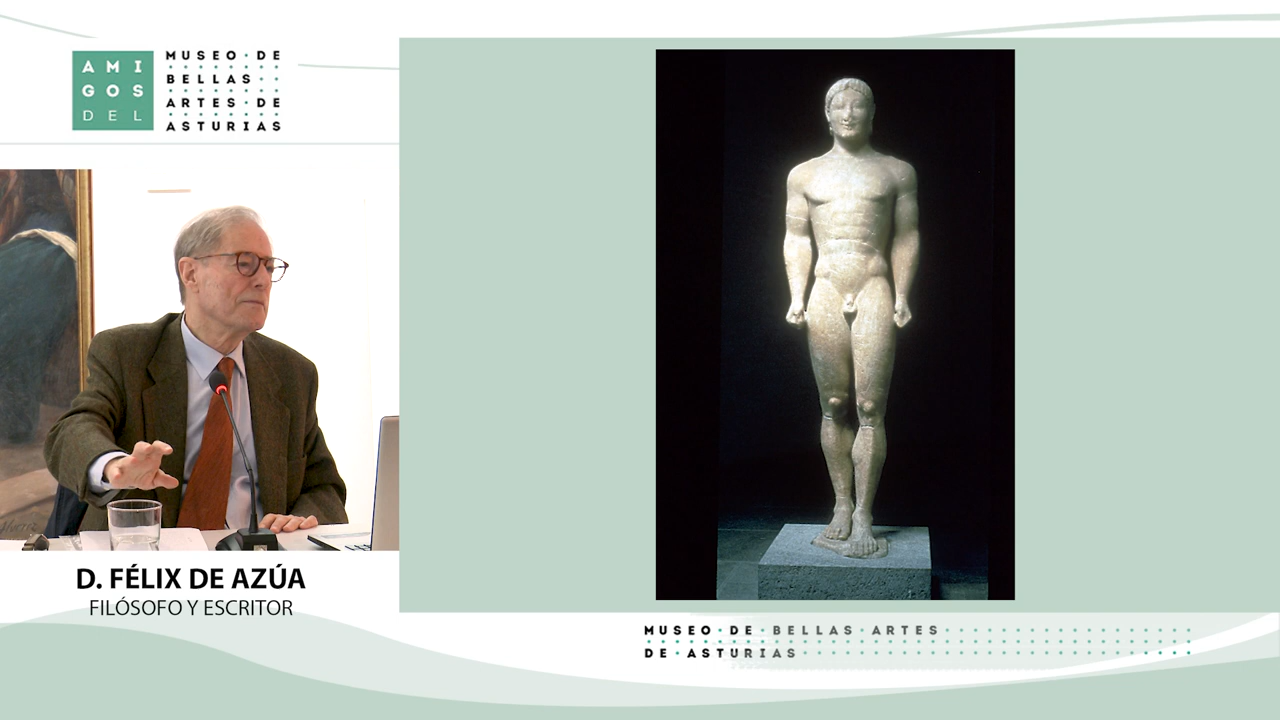 AMI
GOS
DEL
MUSEO·DE
BELLAS
ARTES·DE
ASTURIAS
D. FÉLIX DE AZÚA
FILÓSOFO Y ESCRITOR
MUSEO·DE·BELLAS·ARTES
DE·ASTURIAS